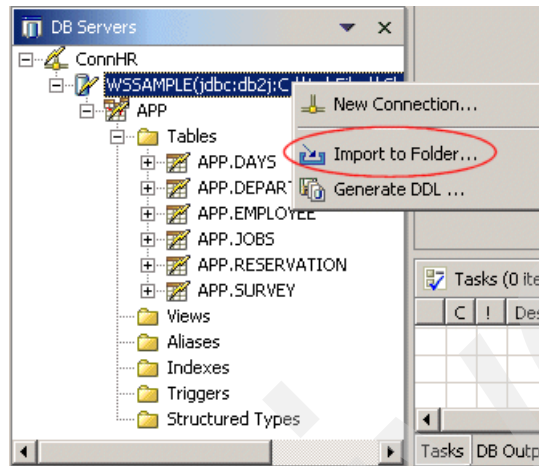 DB Servers
ConnHR
WSSAMPLE(jdbc:db2j:C
APP
New Connection...
Tables
Import to Folder...
APP.DAYS
APP.DEPART
Generate DDL ...
APP.EMPLOYEE
APP.JOBS
APP.RESERVATION
APP.SURVEY
Tasks (0 ite
C ! Des
Views
Aliases
Indexes
Triggers
Structured Types
Tasks DB Outp